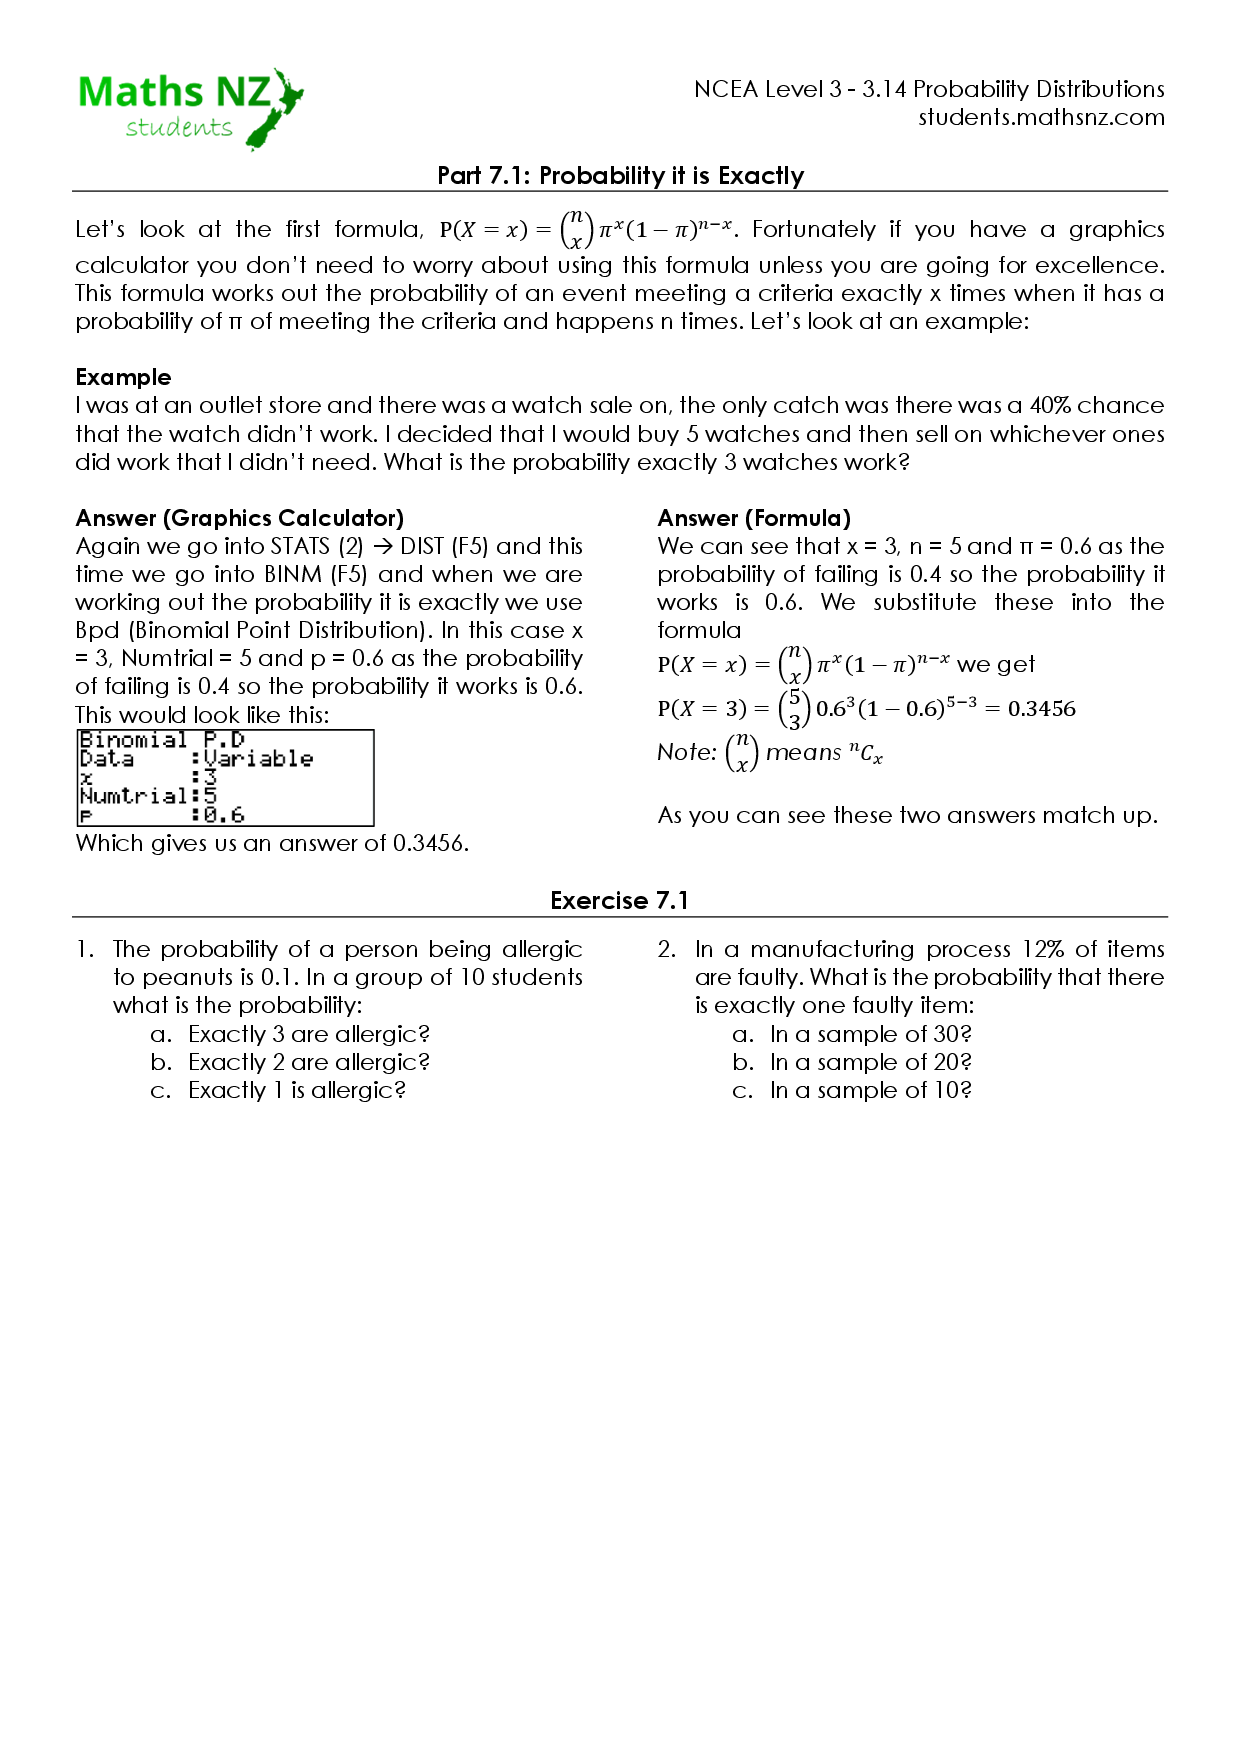 Maths NZ
students
NCEA Level 3 - 3.14 Probability Distributions
students.mathsnz.com
Part 7.1: Probability it is Exactly
Let's look at the first formula, P(X = x) = (n x) π^x (1 − π)^(n−x). Fortunately if you have a graphics
calculator you don't need to worry about using this formula unless you are going for excellence.
This formula works out the probability of an event meeting a criteria exactly x times when it has a
probability of π of meeting the criteria and happens n times. Let's look at an example:
Example
I was at an outlet store and there was a watch sale on, the only catch was there was a 40% chance
that the watch didn't work. I decided that I would buy 5 watches and then sell on whichever ones
did work that I didn't need. What is the probability exactly 3 watches work?
Answer (Graphics Calculator)
Again we go into STATS (2) → DIST (F5) and this
time we go into BINM (F5) and when we are
working out the probability it is exactly we use
Bpd (Binomial Point Distribution). In this case x
= 3, Numtrial = 5 and p = 0.6 as the probability
of failing is 0.4 so the probability it works is 0.6.
This would look like this:
Binomial P.D
Data :Variable
x :3
Numtrial:5
p :0.6
Which gives us an answer of 0.3456.
Answer (Formula)
We can see that x = 3, n = 5 and π = 0.6 as the
probability of failing is 0.4 so the probability it
works is 0.6. We substitute these into the
formula
P(X = x) = (n x) π^x (1 − π)^(n−x) we get
P(X = 3) = (5 3) 0.6^3 (1 − 0.6)^(5−3) = 0.3456
Note: (n x) means ^nC_x
As you can see these two answers match up.
Exercise 7.1
1. The probability of a person being allergic
to peanuts is 0.1. In a group of 10 students
what is the probability:
a. Exactly 3 are allergic?
b. Exactly 2 are allergic?
c. Exactly 1 is allergic?
2. In a manufacturing process 12% of items
are faulty. What is the probability that there
is exactly one faulty item:
a. In a sample of 30?
b. In a sample of 20?
c. In a sample of 10?